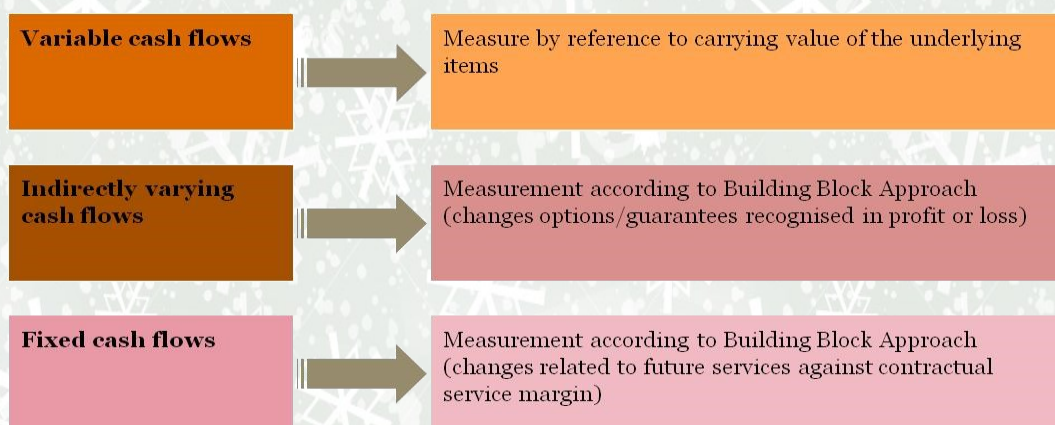 Variable cash flows
Measure by reference to carrying value of the underlying
items
Indirectly varying
cash flows
Measurement according to Building Block Approach
(changes options/guarantees recognised in profit or loss)
Fixed cash flows
Measurement according to Building Block Approach
(changes related to future services against contractual
service margin)